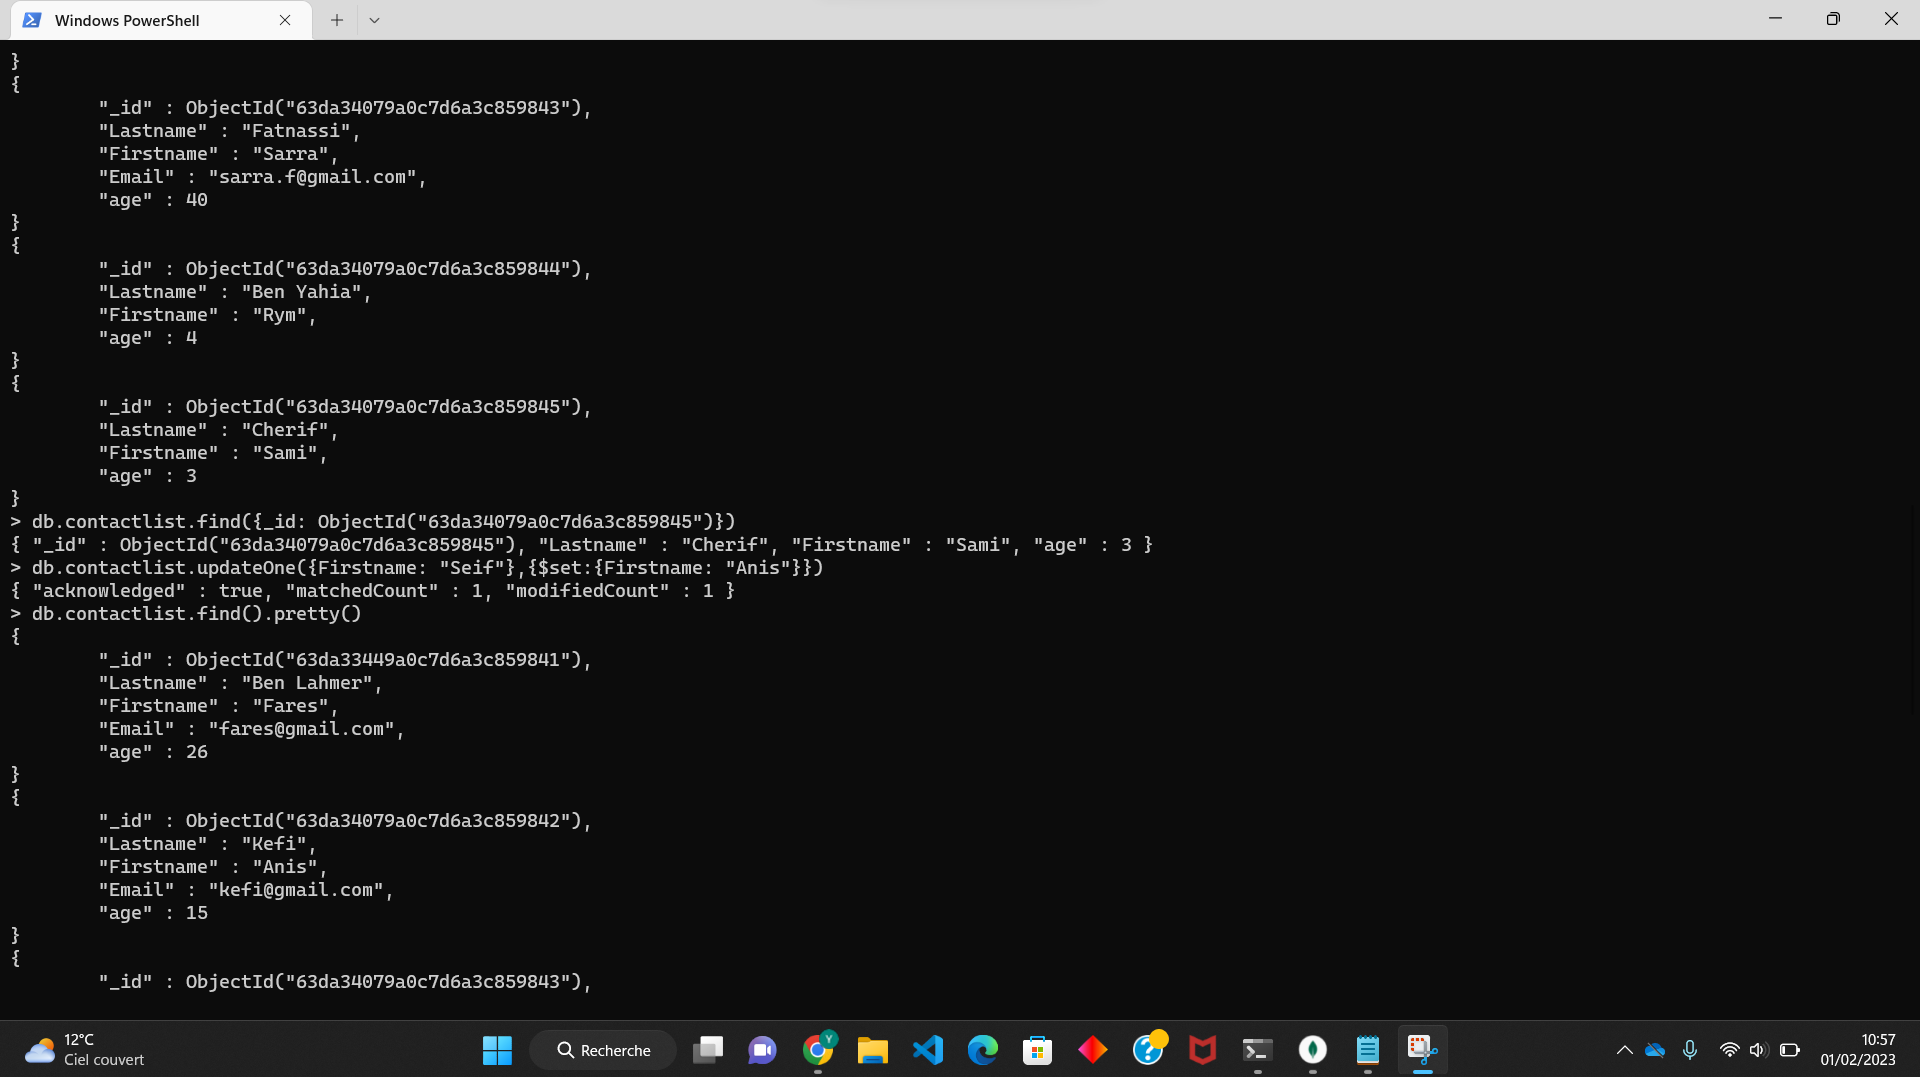 Windows PowerShell
}
{
"_id" : ObjectId("63da34079a0c7d6a3c859843"),
"Lastname" : "Fatnassi",
"Firstname" : "Sarra",
"Email" : "sarra.f@gmail.com",
"age" : 40
}
{
"_id" : ObjectId("63da34079a0c7d6a3c859844"),
"Lastname" : "Ben Yahia",
"Firstname" : "Rym",
"age" : 4
}
{
"_id" : ObjectId("63da34079a0c7d6a3c859845"),
"Lastname" : "Cherif",
"Firstname" : "Sami",
"age" : 3
}
> db.contactlist.find({_id: ObjectId("63da34079a0c7d6a3c859845")})
{ "_id" : ObjectId("63da34079a0c7d6a3c859845"), "Lastname" : "Cherif", "Firstname" : "Sami", "age" : 3 }
> db.contactlist.updateOne({Firstname: "Seif"},{$set:{Firstname: "Anis"}})
{ "acknowledged" : true, "matchedCount" : 1, "modifiedCount" : 1 }
> db.contactlist.find().pretty()
{
"_id" : ObjectId("63da33449a0c7d6a3c859841"),
"Lastname" : "Ben Lahmer",
"Firstname" : "Fares",
"Email" : "fares@gmail.com",
"age" : 26
}
{
"_id" : ObjectId("63da34079a0c7d6a3c859842"),
"Lastname" : "Kefi",
"Firstname" : "Anis",
"Email" : "kefi@gmail.com",
"age" : 15
}
{
"_id" : ObjectId("63da34079a0c7d6a3c859843"),
12°C
Ciel couvert
Recherche
Y
10:57
01/02/2023